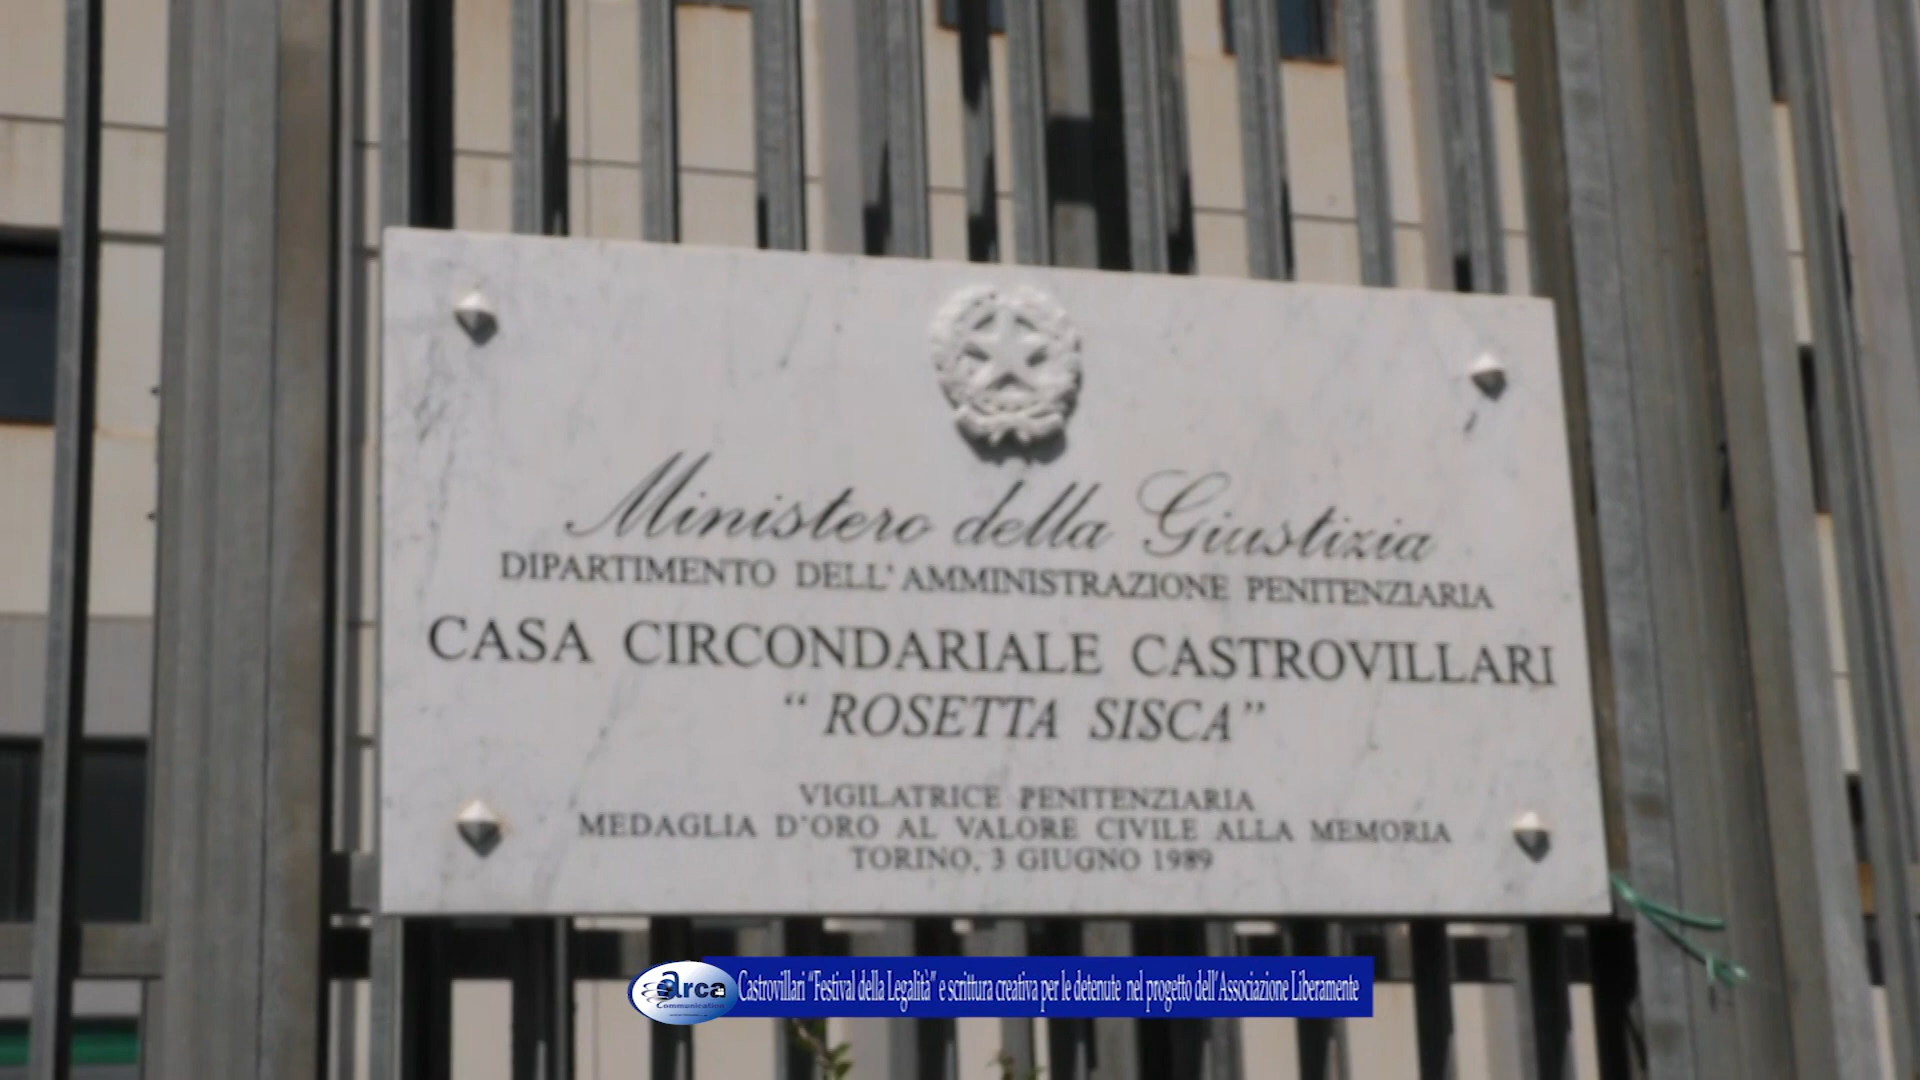 Ministero della Giustizia
DIPARTIMENTO DELL'AMMINISTRAZIONE PENITENZIARIA
CASA CIRCONDARIALE CASTROVILLARI
“ROSETTA SISCA”
VIGILATRICE PENITENZIARIA
MEDAGLIA D'ORO AL VALORE CIVILE ALLA MEMORIA
TORINO, 3 GIUGNO 1989
arca
Communication
Castrovillari “Festival della Legalità” e scrittura creativa per le detenute nel progetto dell'Associazione Liberamente